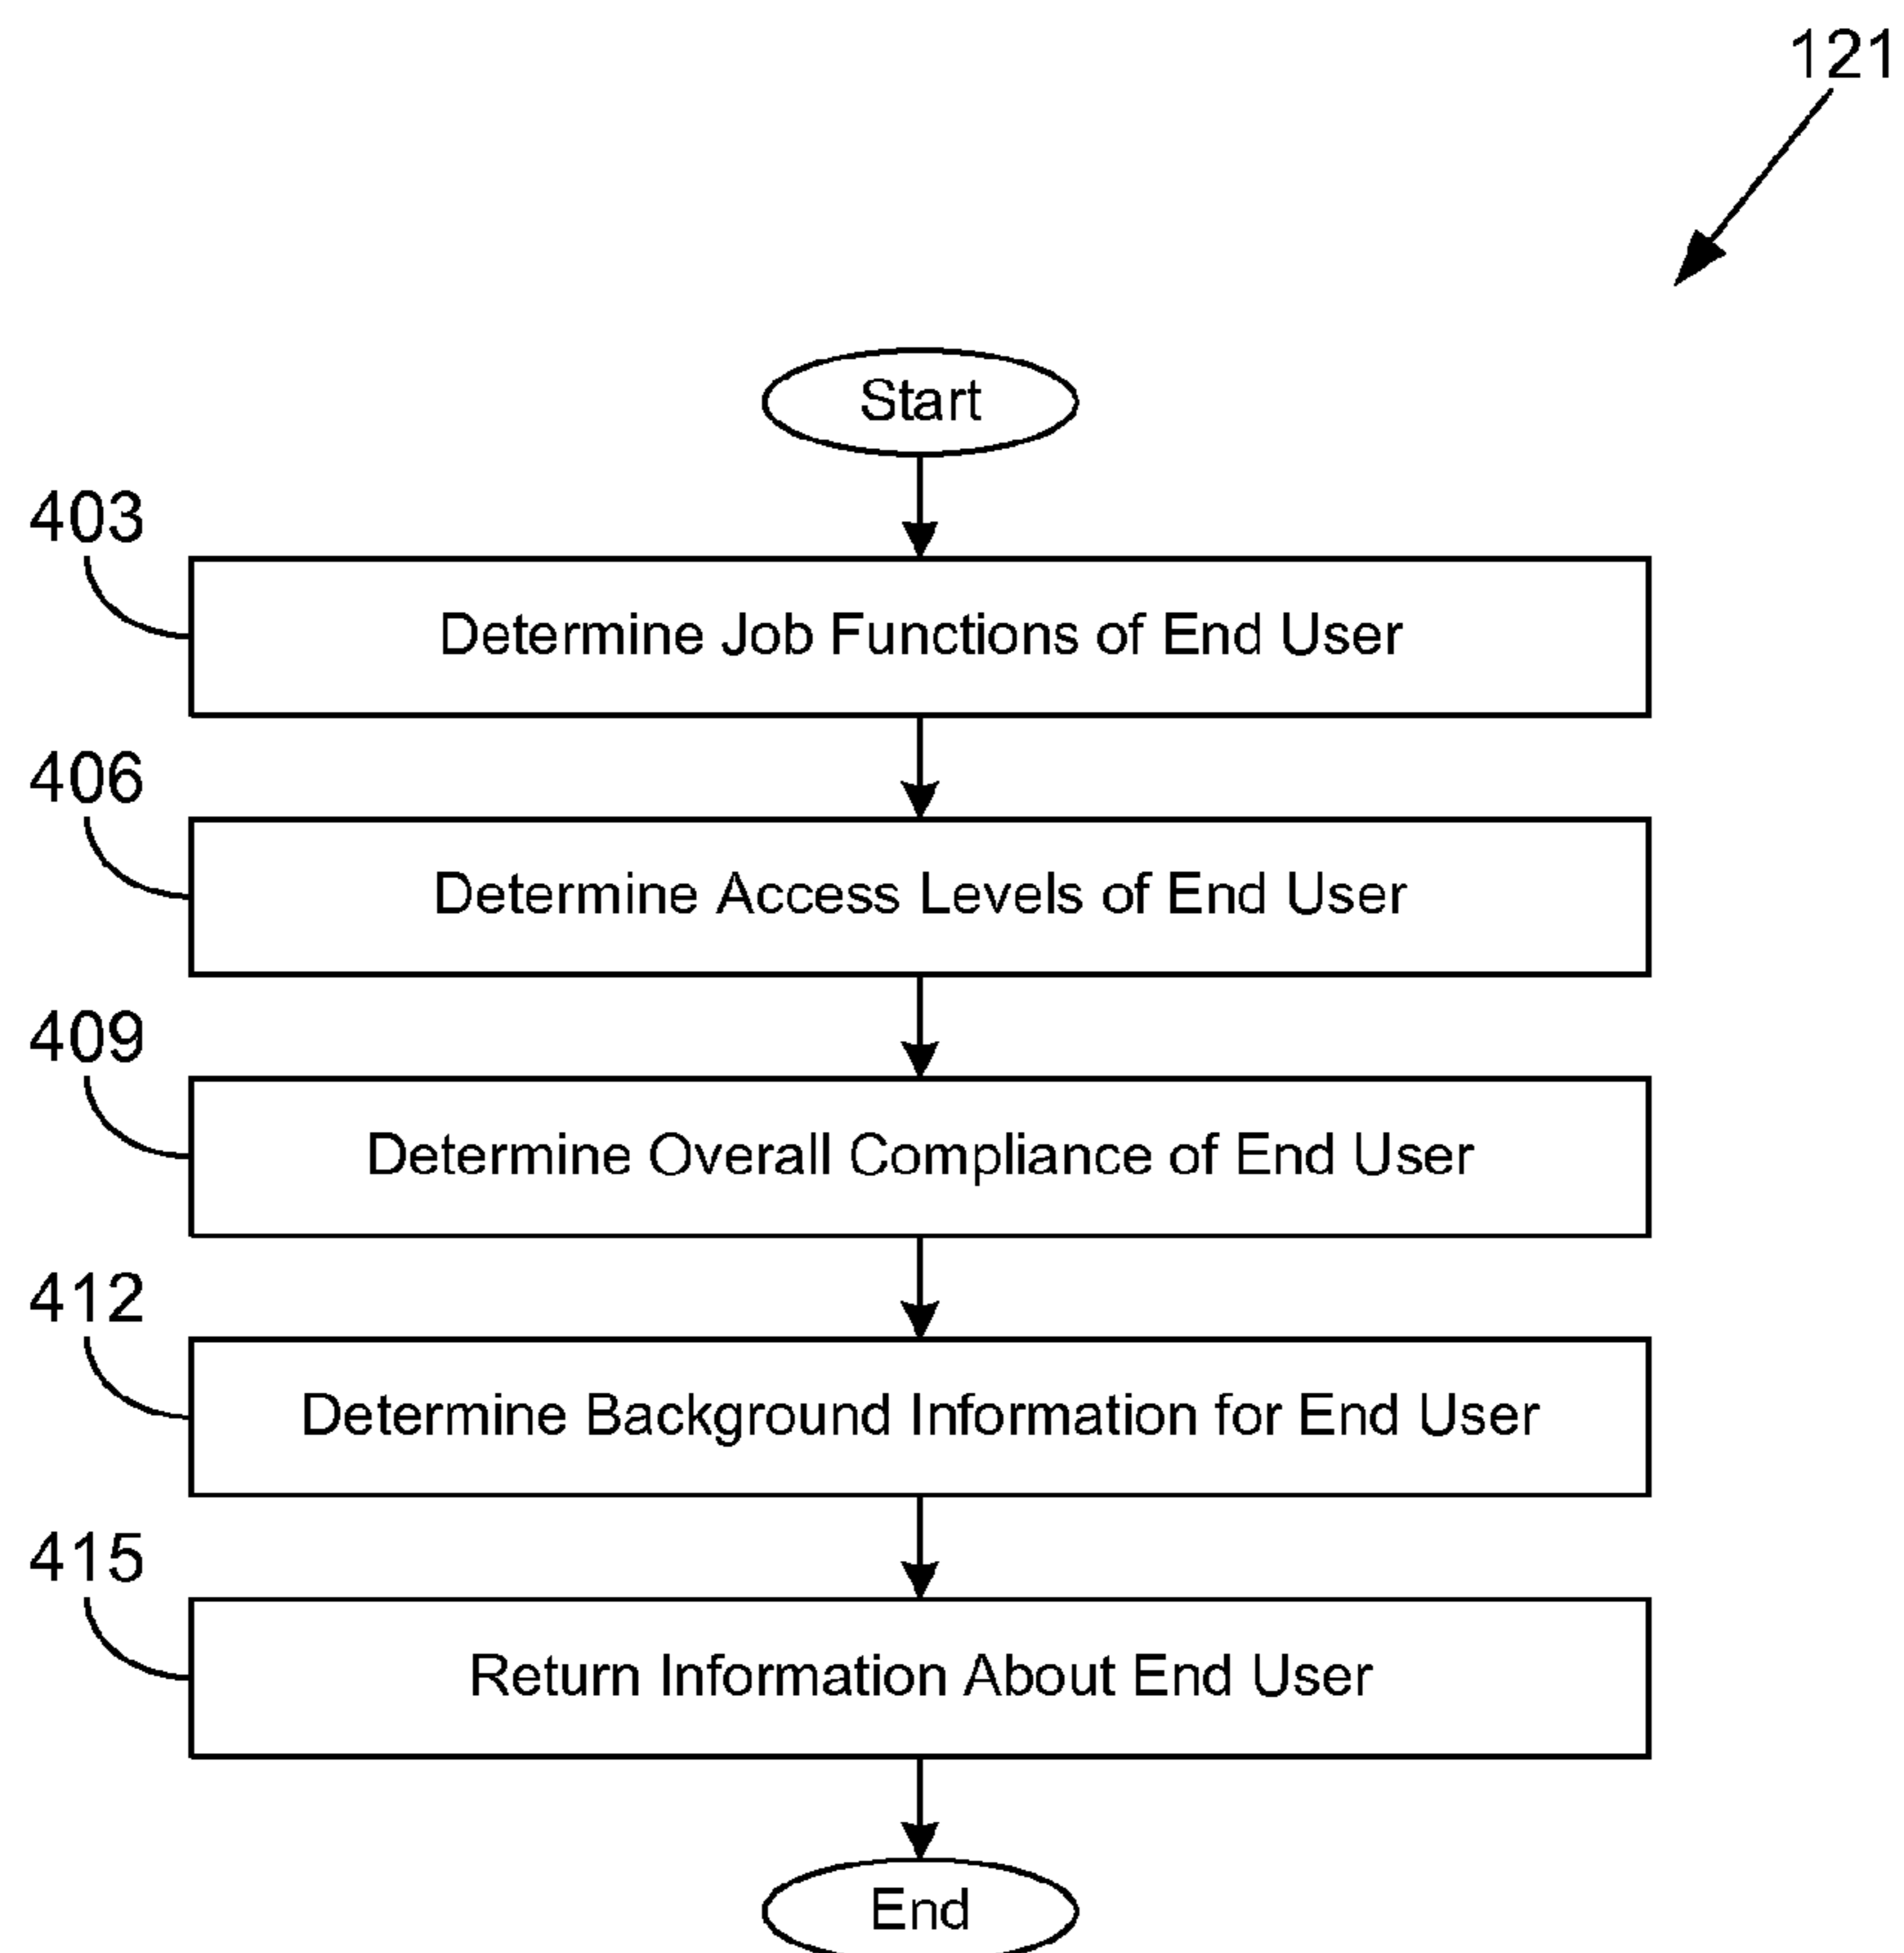 121
Start
403
Determine Job Functions of End User
406
Determine Access Levels of End User
409
Determine Overall Compliance of End User
412
Determine Background Information for End User
415
Return Information About End User
End